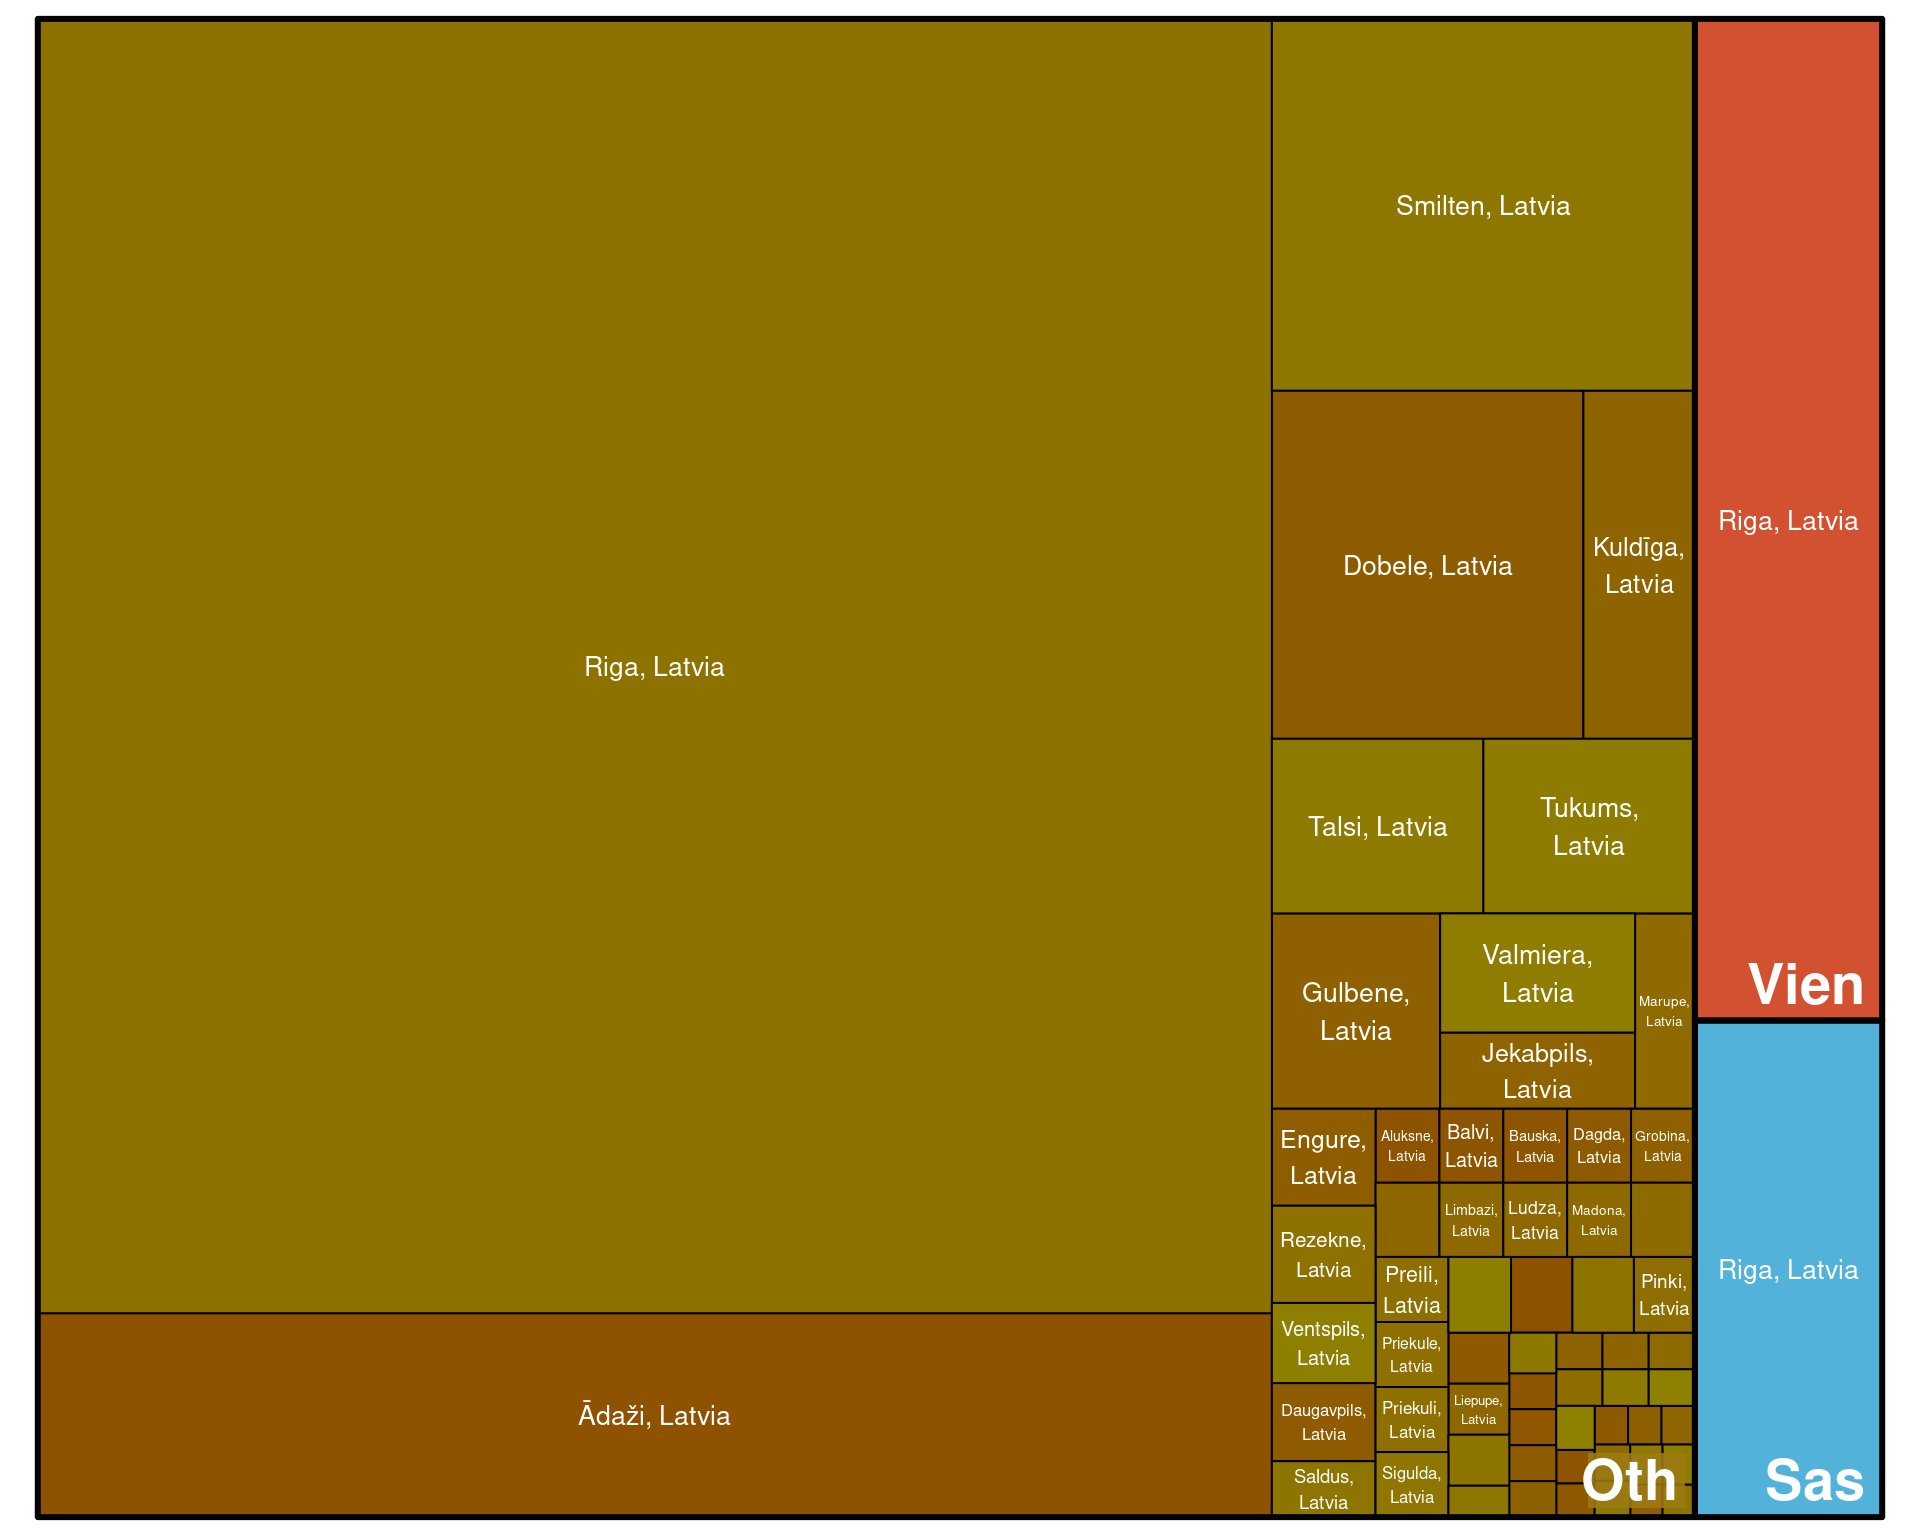 Riga, Latvia
Ādaži, Latvia
Smilten, Latvia
Dobele, Latvia
Kuldīga,
Latvia
Talsi, Latvia
Tukums,
Latvia
Gulbene,
Latvia
Valmiera,
Latvia
Jekabpils,
Latvia
Marupe,
Latvia
Engure,
Latvia
Aluksne,
Latvia
Balvi,
Latvia
Bauska,
Latvia
Dagda,
Latvia
Grobina,
Latvia
Limbazi,
Latvia
Ludza,
Latvia
Madona,
Latvia
Rezekne,
Latvia
Preili,
Latvia
Pinki,
Latvia
Ventspils,
Latvia
Priekule,
Latvia
Daugavpils,
Latvia
Priekuli,
Latvia
Liepupe,
Latvia
Saldus,
Latvia
Sigulda,
Latvia
Oth
Riga, Latvia
Vien
Riga, Latvia
Sas